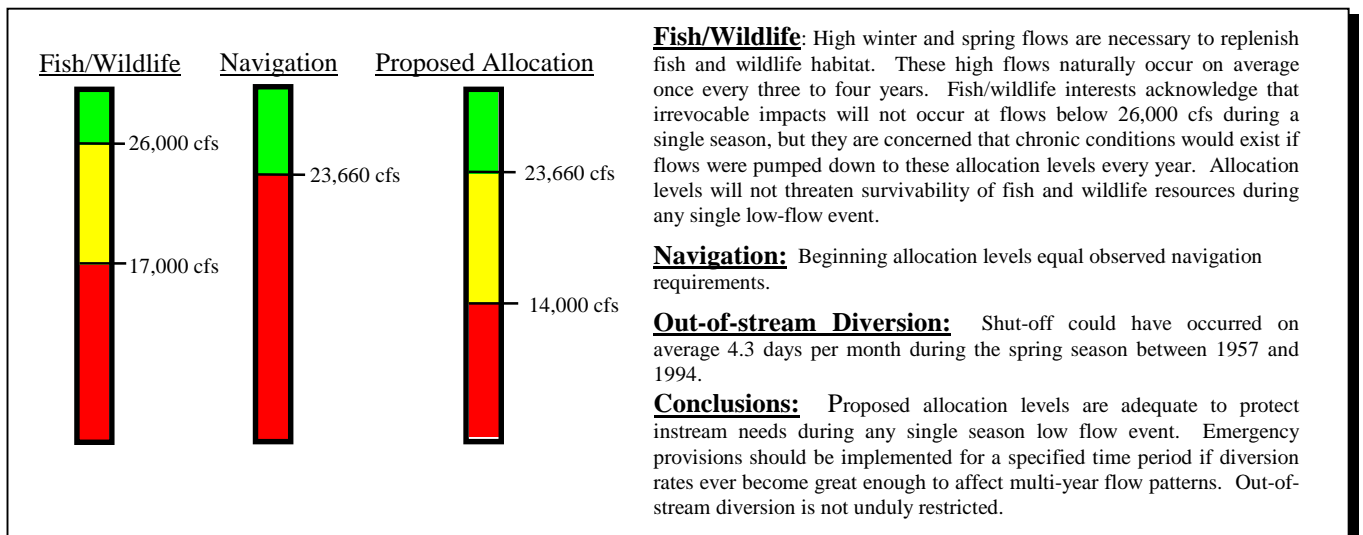 Fish/Wildlife
Navigation
Proposed Allocation
26,000 cfs
17,000 cfs
23,660 cfs
23,660 cfs
14,000 cfs
Fish/Wildlife: High winter and spring flows are necessary to replenish
fish and wildlife habitat. These high flows naturally occur on average
once every three to four years. Fish/wildlife interests acknowledge that
irrevocable impacts will not occur at flows below 26,000 cfs during a
single season, but they are concerned that chronic conditions would exist if
flows were pumped down to these allocation levels every year. Allocation
levels will not threaten survivability of fish and wildlife resources during
any single low-flow event.
Navigation: Beginning allocation levels equal observed navigation
requirements.
Out-of-stream Diversion: Shut-off could have occurred on
average 4.3 days per month during the spring season between 1957 and
1994.
Conclusions: Proposed allocation levels are adequate to protect
instream needs during any single season low flow event. Emergency
provisions should be implemented for a specified time period if diversion
rates ever become great enough to affect multi-year flow patterns. Out-of-
stream diversion is not unduly restricted.